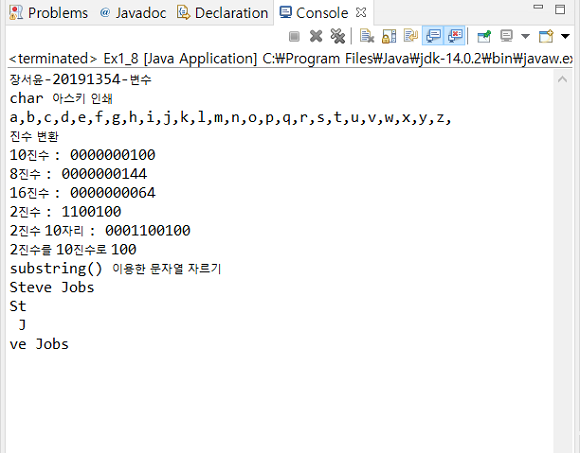 Problems @ Javadoc Declaration Console
<terminated> Ex1_8 [Java Application] C:₩Program Files₩Java₩jdk-14.0.2₩bin₩javaw.ex
장서윤-20191354-변수
char 아스키 인쇄
a,b,c,d,e,f,g,h,i,j,k,l,m,n,o,p,q,r,s,t,u,v,w,x,y,z,
진수 변환
10진수 : 0000000100
8진수 : 0000000144
16진수 : 0000000064
2진수 : 1100100
2진수 10자리 : 0001100100
2진수를 10진수로 100
substring() 이용한 문자열 자르기
Steve Jobs
St
 J
ve Jobs